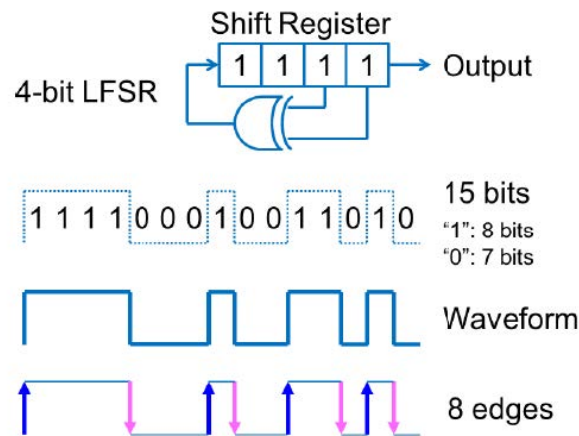 Shift Register
1 1 1 1
Output
4-bit LFSR
1 1 1 1 0 0 0 1 0 0 1 1 0 1 0
15 bits
"1": 8 bits
"0": 7 bits
Waveform
8 edges